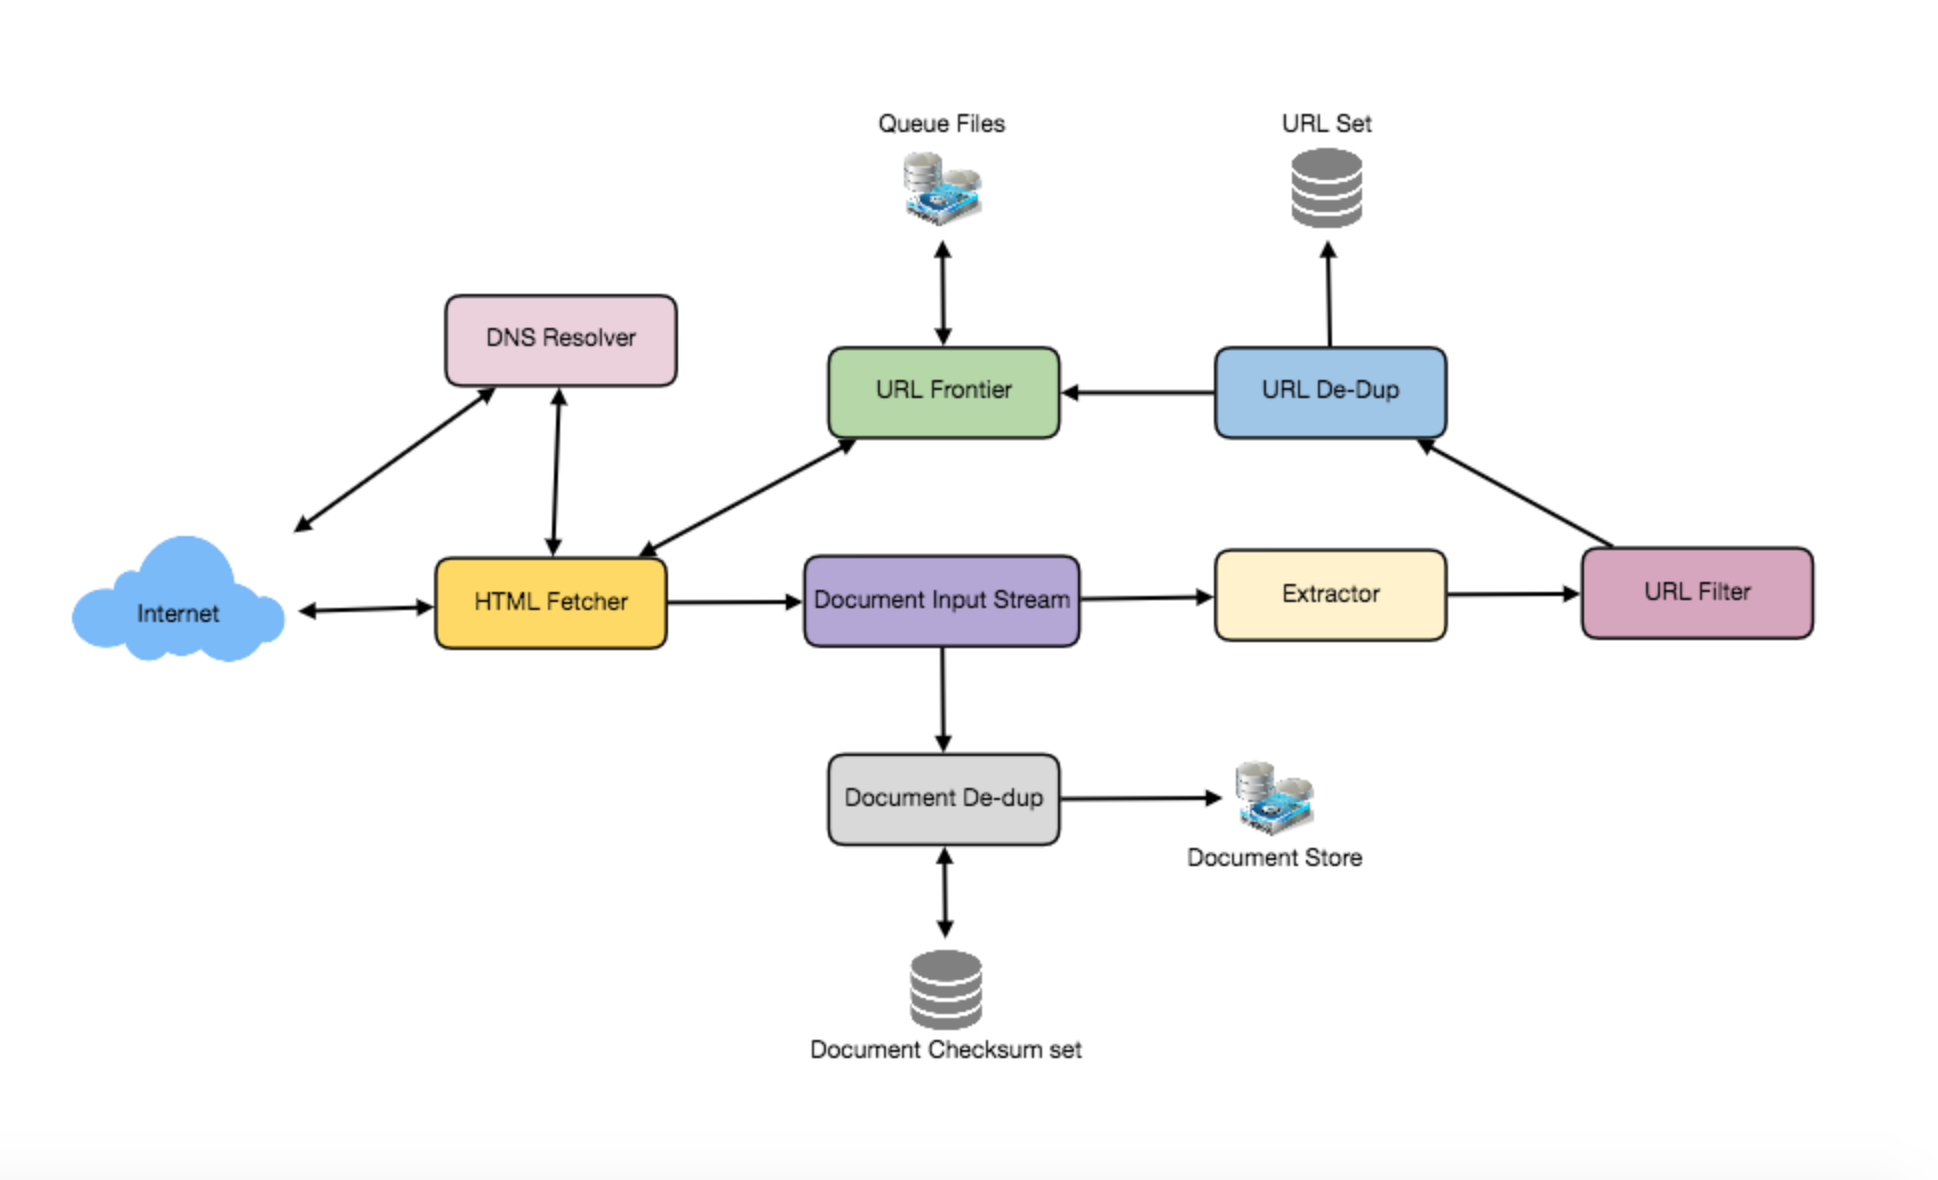 Queue Files
URL Set
DNS Resolver
URL Frontier
URL De-Dup
Internet
HTML Fetcher
Document Input Stream
Extractor
URL Filter
Document De-dup
Document Store
Document Checksum set